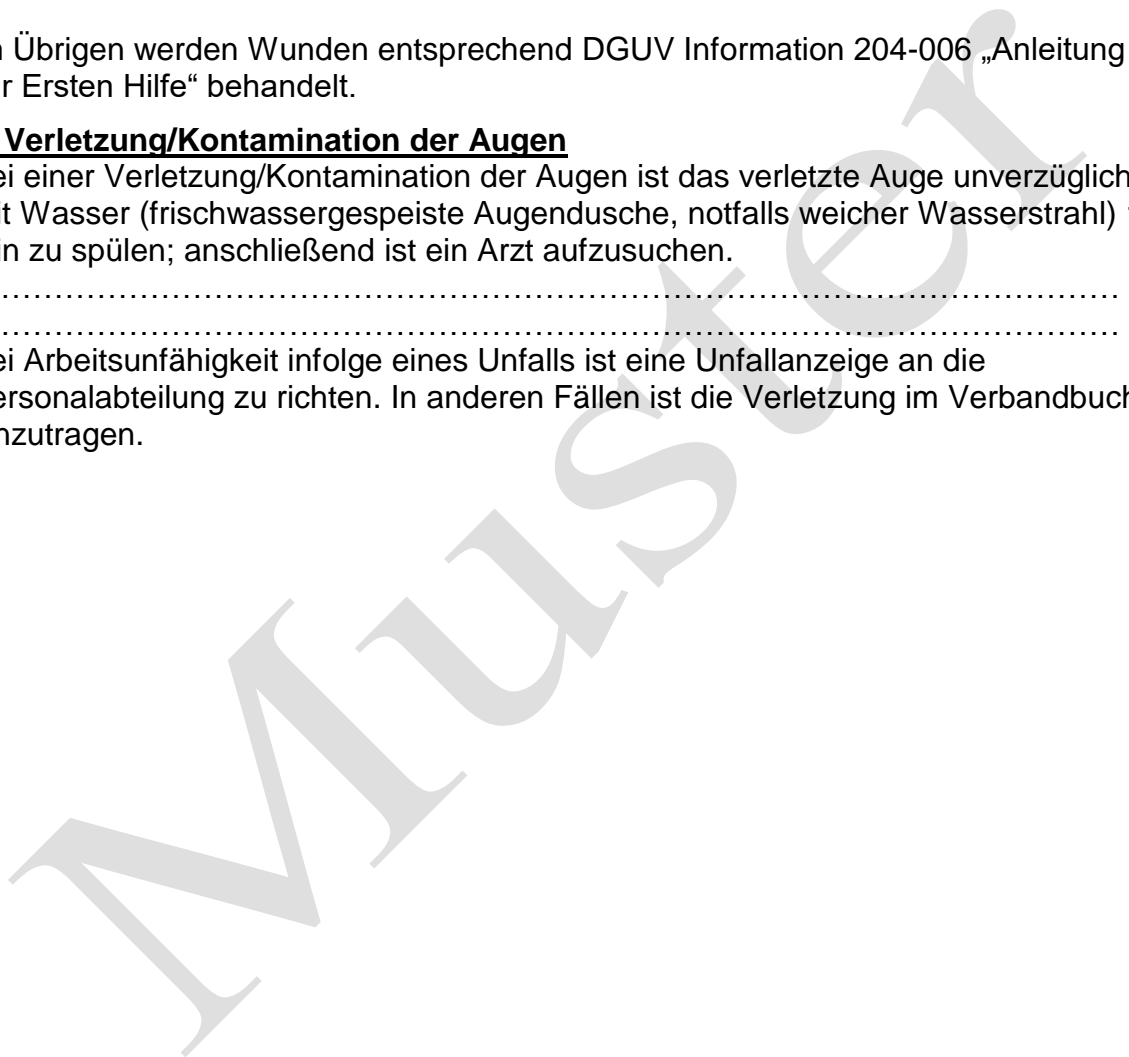 Übrigen werden Wunden entsprechend DGUV Information 204-006 „Anleitung
r Ersten Hilfe“ behandelt.
Verletzung/Kontamination der Augen
ei einer Verletzung/Kontamination der Augen ist das verletzte Auge unverzüglich
it Wasser (frischwassergespeiste Augendusche, notfalls weicher Wasserstrahl)
in zu spülen; anschließend ist ein Arzt aufzusuchen.
……………………………………………………………………………………………
……………………………………………………………………………………………
ei Arbeitsunfähigkeit infolge eines Unfalls ist eine Unfallanzeige an die
ersonalabteilung zu richten. In anderen Fällen ist die Verletzung im Verbandbuch
nzutragen.
Muster